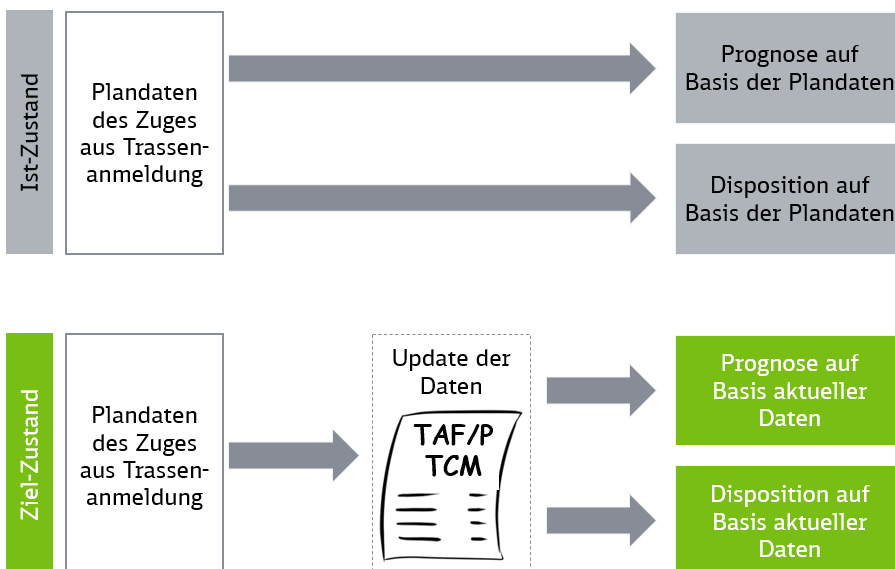 Ist-Zustand
Plandaten
des Zuges
aus Trassen-
anmeldung
Prognose auf
Basis der Plandaten
Disposition auf
Basis der Plandaten
Ziel-Zustand
Plandaten
des Zuges
aus Trassen-
anmeldung
Update der
Daten
TAF/P
TCM
Prognose auf
Basis aktueller
Daten
Disposition auf
Basis aktueller
Daten